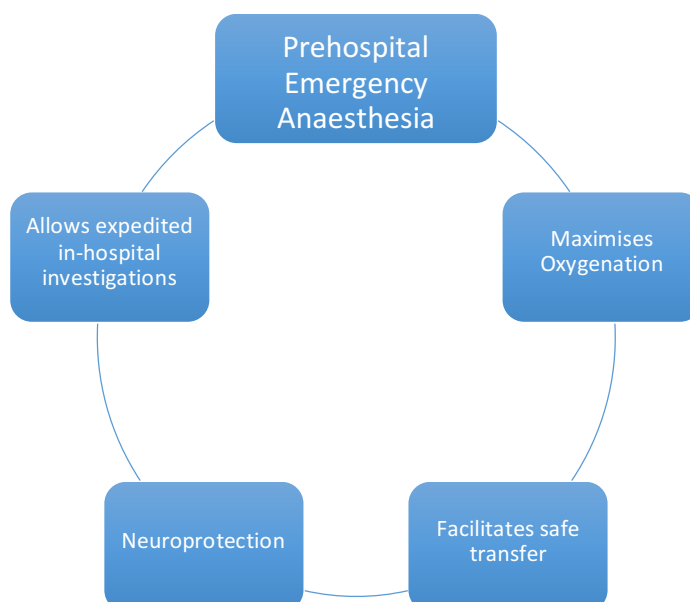 Prehospital
Emergency
Anaesthesia
Maximises
Oxygenation
Facilitates safe
transfer
Neuroprotection
Allows expedited
in-hospital
investigations